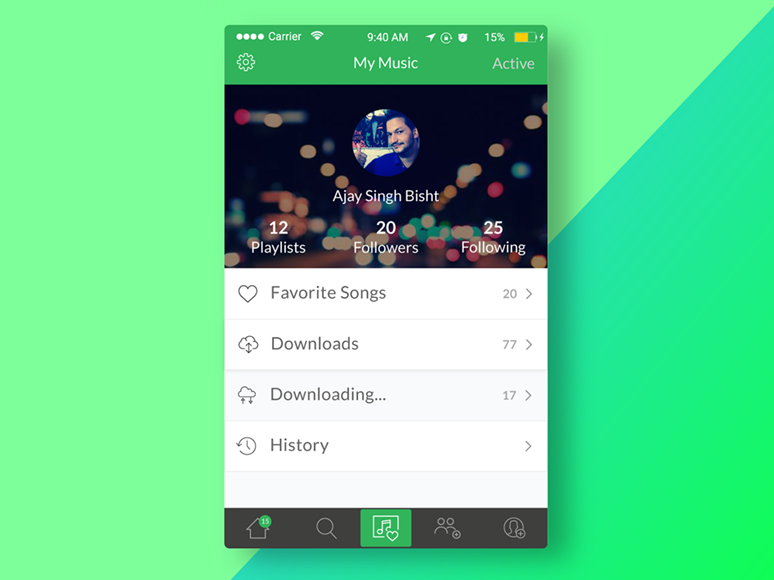 Carrier 9:40 AM 15%
My Music Active
Ajay Singh Bisht
12 20 25
Playlists Followers Following
Favorite Songs 20
Downloads 77
Downloading... 17
History
15